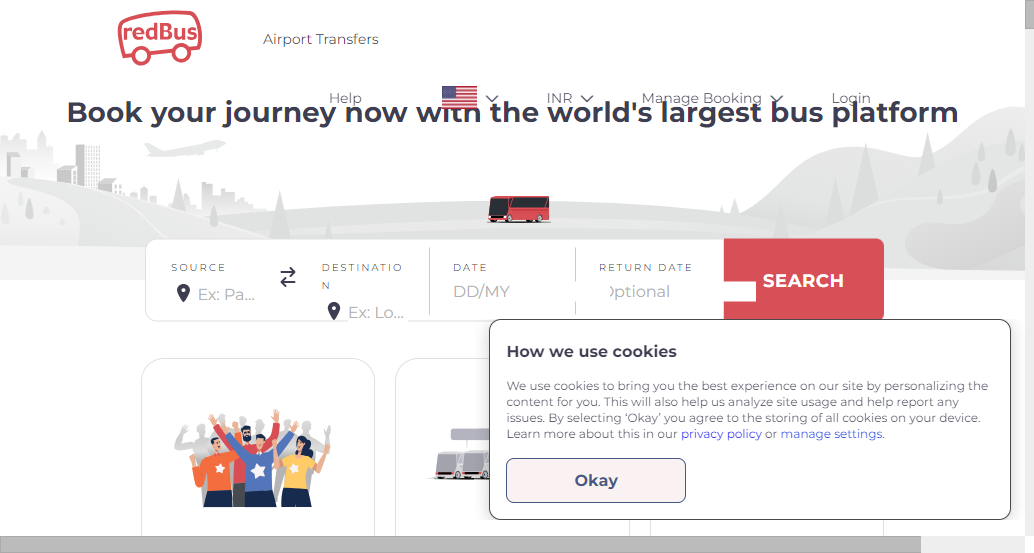 redBus
Airport Transfers
Help
INR
Manage Booking
Login
Book your journey now with the world's largest bus platform
SOURCE
Ex: Pa...
DESTINATIO
N
Ex: Lo...
DATE
DD/MY
RETURN DATE
Optional
SEARCH
How we use cookies
We use cookies to bring you the best experience on our site by personalizing the
content for you. This will also help us analyze site usage and help report any
issues. By selecting ‘Okay’ you agree to the storing of all cookies on your device.
Learn more about this in our privacy policy or manage settings.
Okay